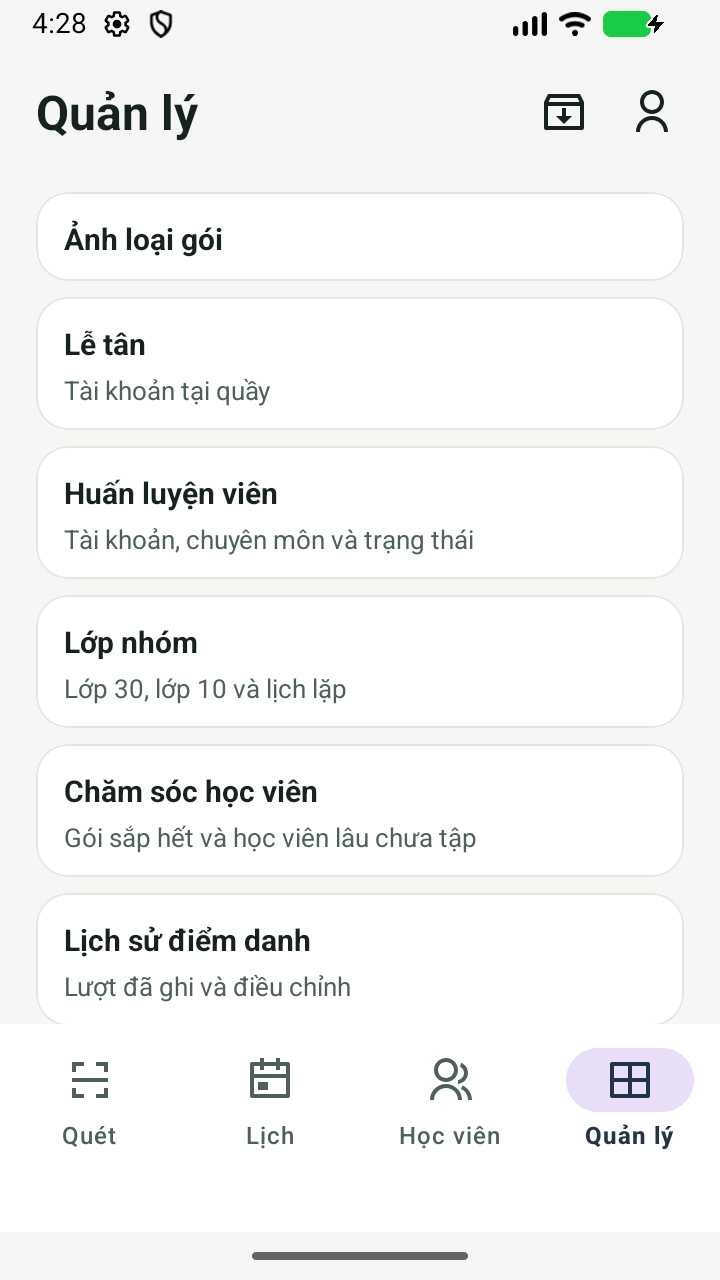 4:28
Quản lý
Ảnh loại gói
Lễ tân
Tài khoản tại quầy
Huấn luyện viên
Tài khoản, chuyên môn và trạng thái
Lớp nhóm
Lớp 30, lớp 10 và lịch lặp
Chăm sóc học viên
Gói sắp hết và học viên lâu chưa tập
Lịch sử điểm danh
Lượt đã ghi và điều chỉnh
Quét
Lịch
Học viên
Quản lý